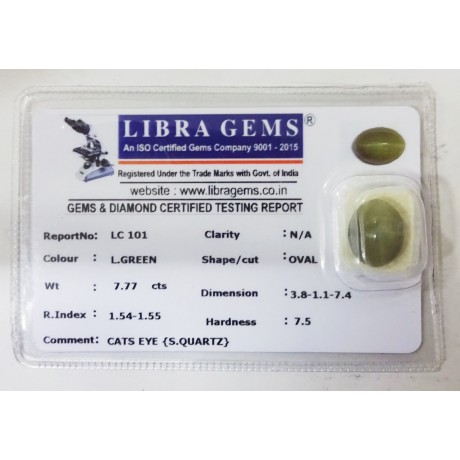 LIBRA GEMS®
An ISO Certified Gems Company 9001 - 2015
Registered Under the Trade Marks with Govt. of India
website : www.libragems.co.in
GEMS & DIAMOND CERTIFIED TESTING REPORT
ReportNo: LC 101 Clarity : N/A
Colour : L.GREEN Shape/cut : OVAL
Wt : 7.77 cts Dimension : 3.8-1.1-7.4
R.Index : 1.54-1.55 Hardness : 7.5
Comment: CATS EYE {S.QUARTZ}